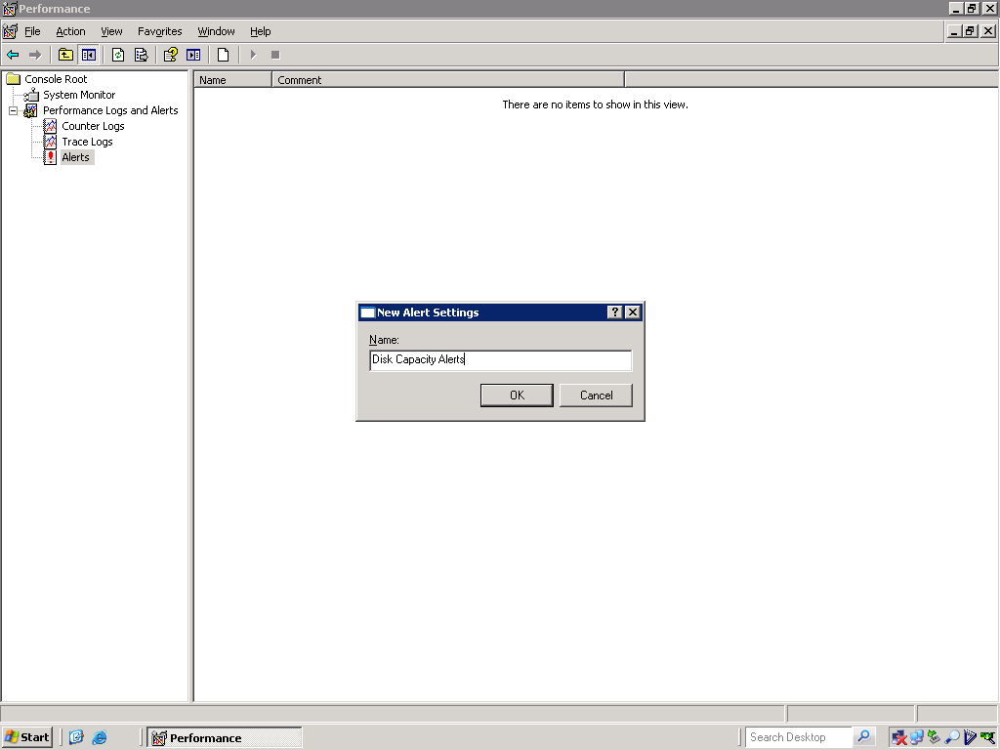 Performance
File Action View Favorites Window Help
Console Root
System Monitor
Performance Logs and Alerts
Counter Logs
Trace Logs
Alerts
Name Comment
There are no items to show in this view.
New Alert Settings
Name:
Disk Capacity Alerts
OK Cancel
Start Performance Search Desktop